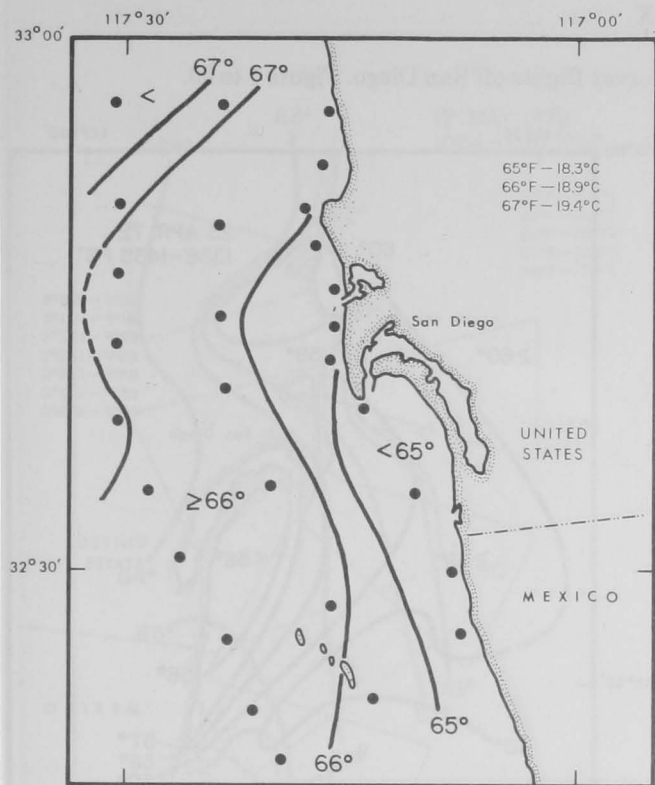 117°30'
117°00'
33°00'
67°
67°
<
65°F — 18.3°C
66°F — 18.9°C
67°F — 19.4°C
San Diego
<65°
UNITED
STATES
≥66°
32°30'
MEXICO
65°
66°